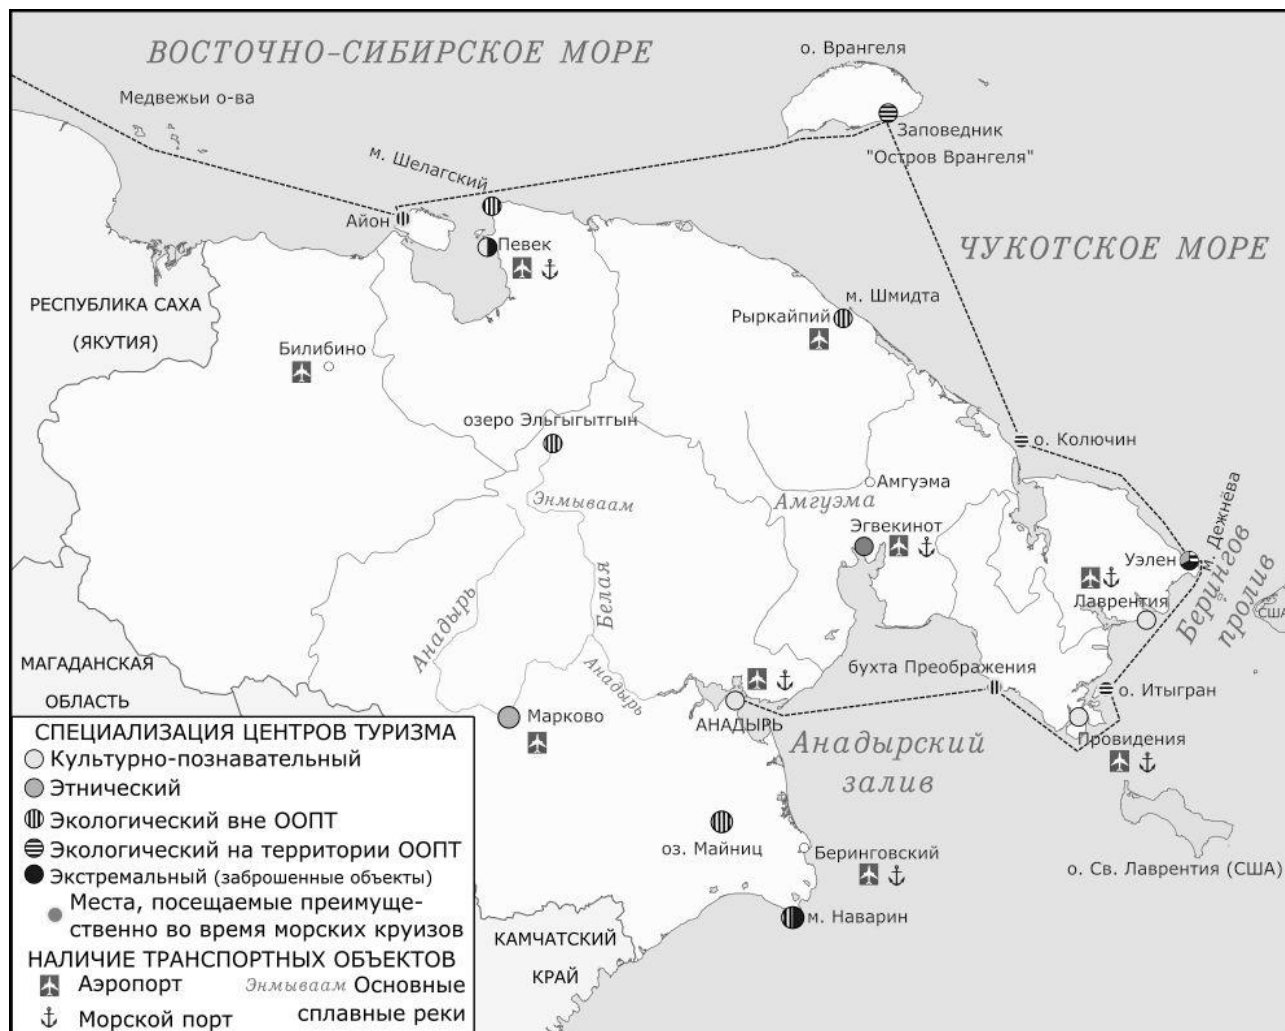 ВОСТОЧНО-СИБИРСКОЕ МОРЕ
о. Врангеля
Медвежьи о-ва
м. Шелагский
Заповедник
"Остров Врангеля"
Айон
Певек
ЧУКОТСКОЕ МОРЕ
РЕСПУБЛИКА САХА
(ЯКУТИЯ)
м. Шмидта
Рыркайпий
Билибино
озеро Эльгыгытгын
о. Колючин
Энмываам
Амгуэма
Амгуэма
Эгвекинот
м. Дежнёва
Уэлен
Берингов
пролив
США
Лаврентия
Белая
Анадырь
Анадырь
МАГАДАНСКАЯ
ОБЛАСТЬ
бухта Преображения
о. Итыгран
Марково
АНАДЫРЬ
Провидения
Анадырский
залив
оз. Майниц
Беринговский
о. Св. Лаврентия (США)
м. Наварин
КАМЧАТСКИЙ
КРАЙ
СПЕЦИАЛИЗАЦИЯ ЦЕНТРОВ ТУРИЗМА
Культурно-познавательный
Этнический
Экологический вне ООПТ
Экологический на территории ООПТ
Экстремальный (заброшенные объекты)
Места, посещаемые преимуще-
ственно во время морских круизов
НАЛИЧИЕ ТРАНСПОРТНЫХ ОБЪЕКТОВ
Аэропорт
Морской порт
Энмываам Основные
сплавные реки